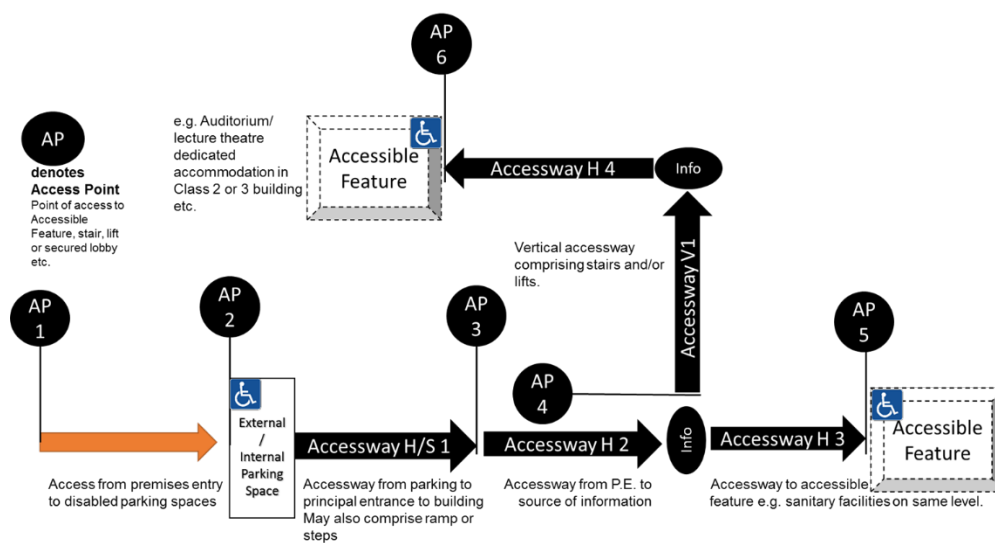 AP
6
e.g. Auditorium/
lecture theatre
dedicated
accommodation in
Class 2 or 3 building
etc.
AP
denotes
Access Point
Point of access to
Accessible
Feature, stair, lift
or secured lobby
etc.
Accessible
Feature
Accessway H 4
Info
Vertical accessway
comprising stairs and/or
lifts.
Accessway V1
AP
1
AP
2
AP
3
AP
4
AP
5
External
/
Internal
Parking
Space
Accessway H/S 1
Accessway H 2
Info
Accessway H 3
Accessible
Feature
Access from premises entry
to disabled parking spaces
Accessway from parking to
principal entrance to building
May also comprise ramp or
steps
Accessway from P.E. to
source of information
Accessway to accessible
feature e.g. sanitary facilities on same level.